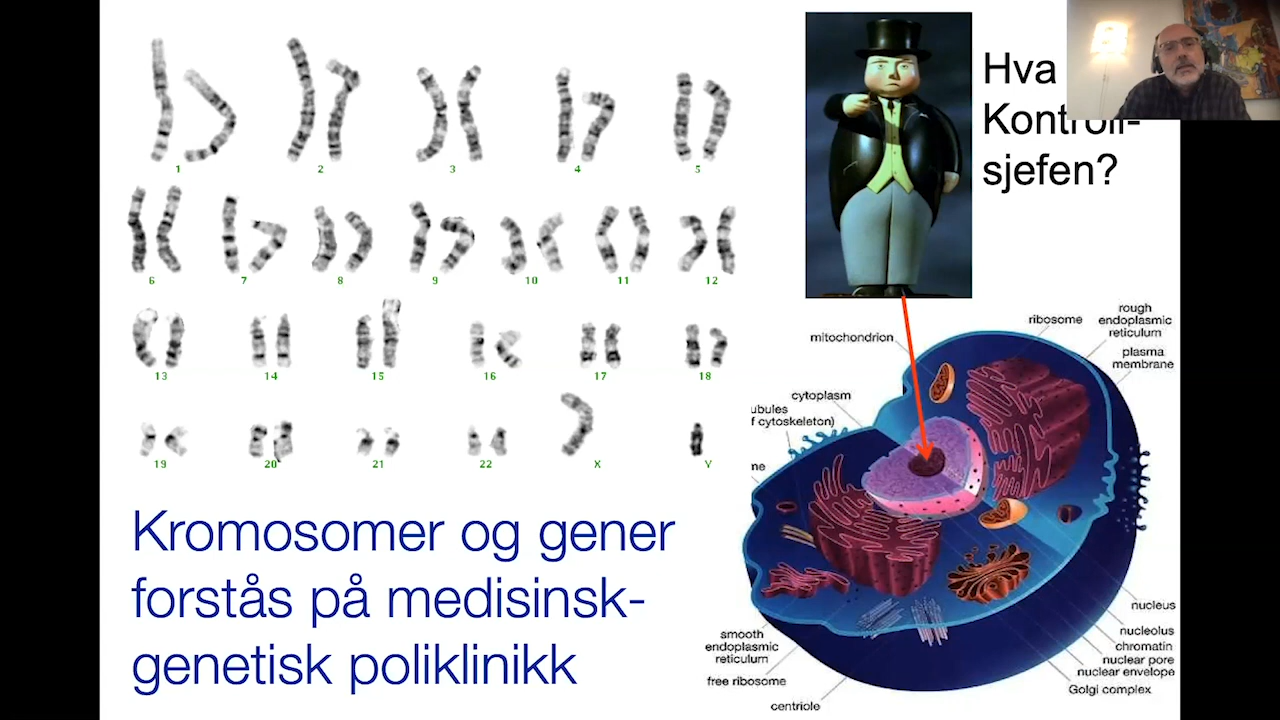 1 2 3 4 5
6 7 8 9 10 11 12
13 14 15 16 17 18
19 20 21 22 X Y
Kromosomer og gener
forstås på medisinsk-
genetisk poliklinikk
Hva
Kontroll-
sjefen?
mitochondrion
ribosome
rough
endoplasmic
reticulum
plasma
membrane
cytoplasm
ubules
f cytoskeleton)
ne
smooth
endoplasmic
reticulum
free ribosome
centriole
nucleus
nucleolus
chromatin
nuclear pore
nuclear envelope
Golgi complex